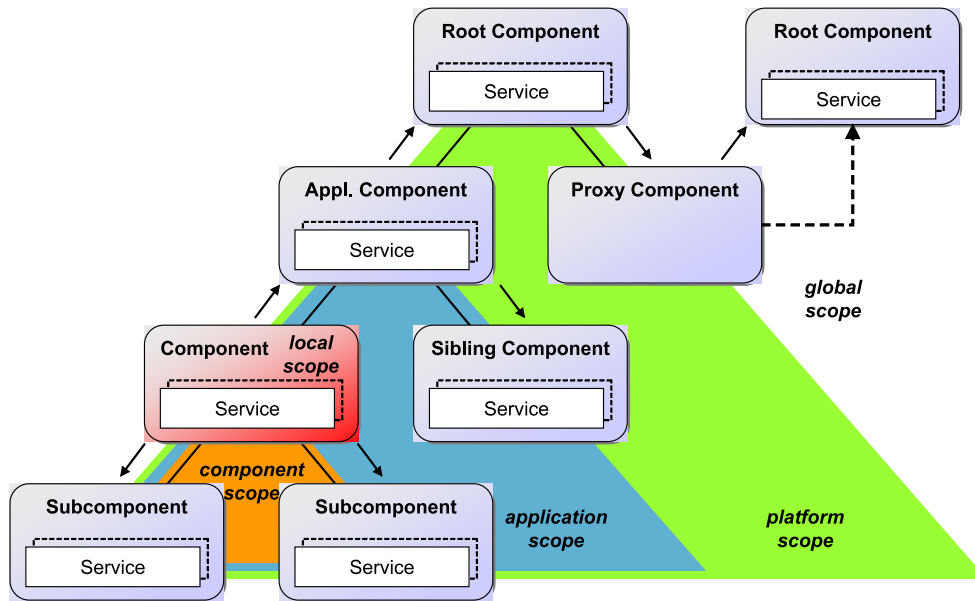 Root Component
Service
Root Component
Service
Appl. Component
Service
Proxy Component
global
scope
Component
local
scope
Service
Sibling Component
Service
component
scope
Subcomponent
Service
Subcomponent
Service
application
scope
platform
scope